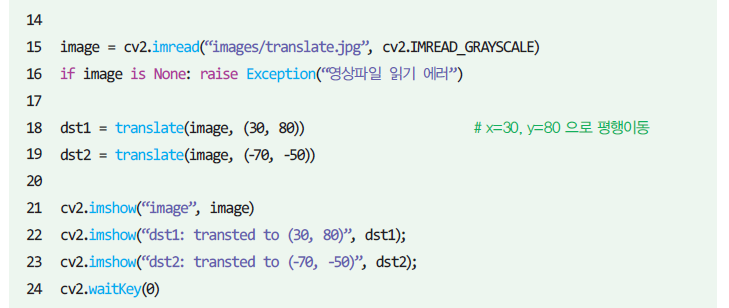 14
15 image = cv2.imread(“images/translate.jpg”, cv2.IMREAD_GRAYSCALE)
16 if image is None: raise Exception(“영상파일 읽기 에러”)
17
18 dst1 = translate(image, (30, 80)) # x=30, y=80 으로 평행이동
19 dst2 = translate(image, (-70, -50))
20
21 cv2.imshow(“image”, image)
22 cv2.imshow(“dst1: transted to (30, 80)”, dst1);
23 cv2.imshow(“dst2: transted to (-70, -50)”, dst2);
24 cv2.waitKey(0)